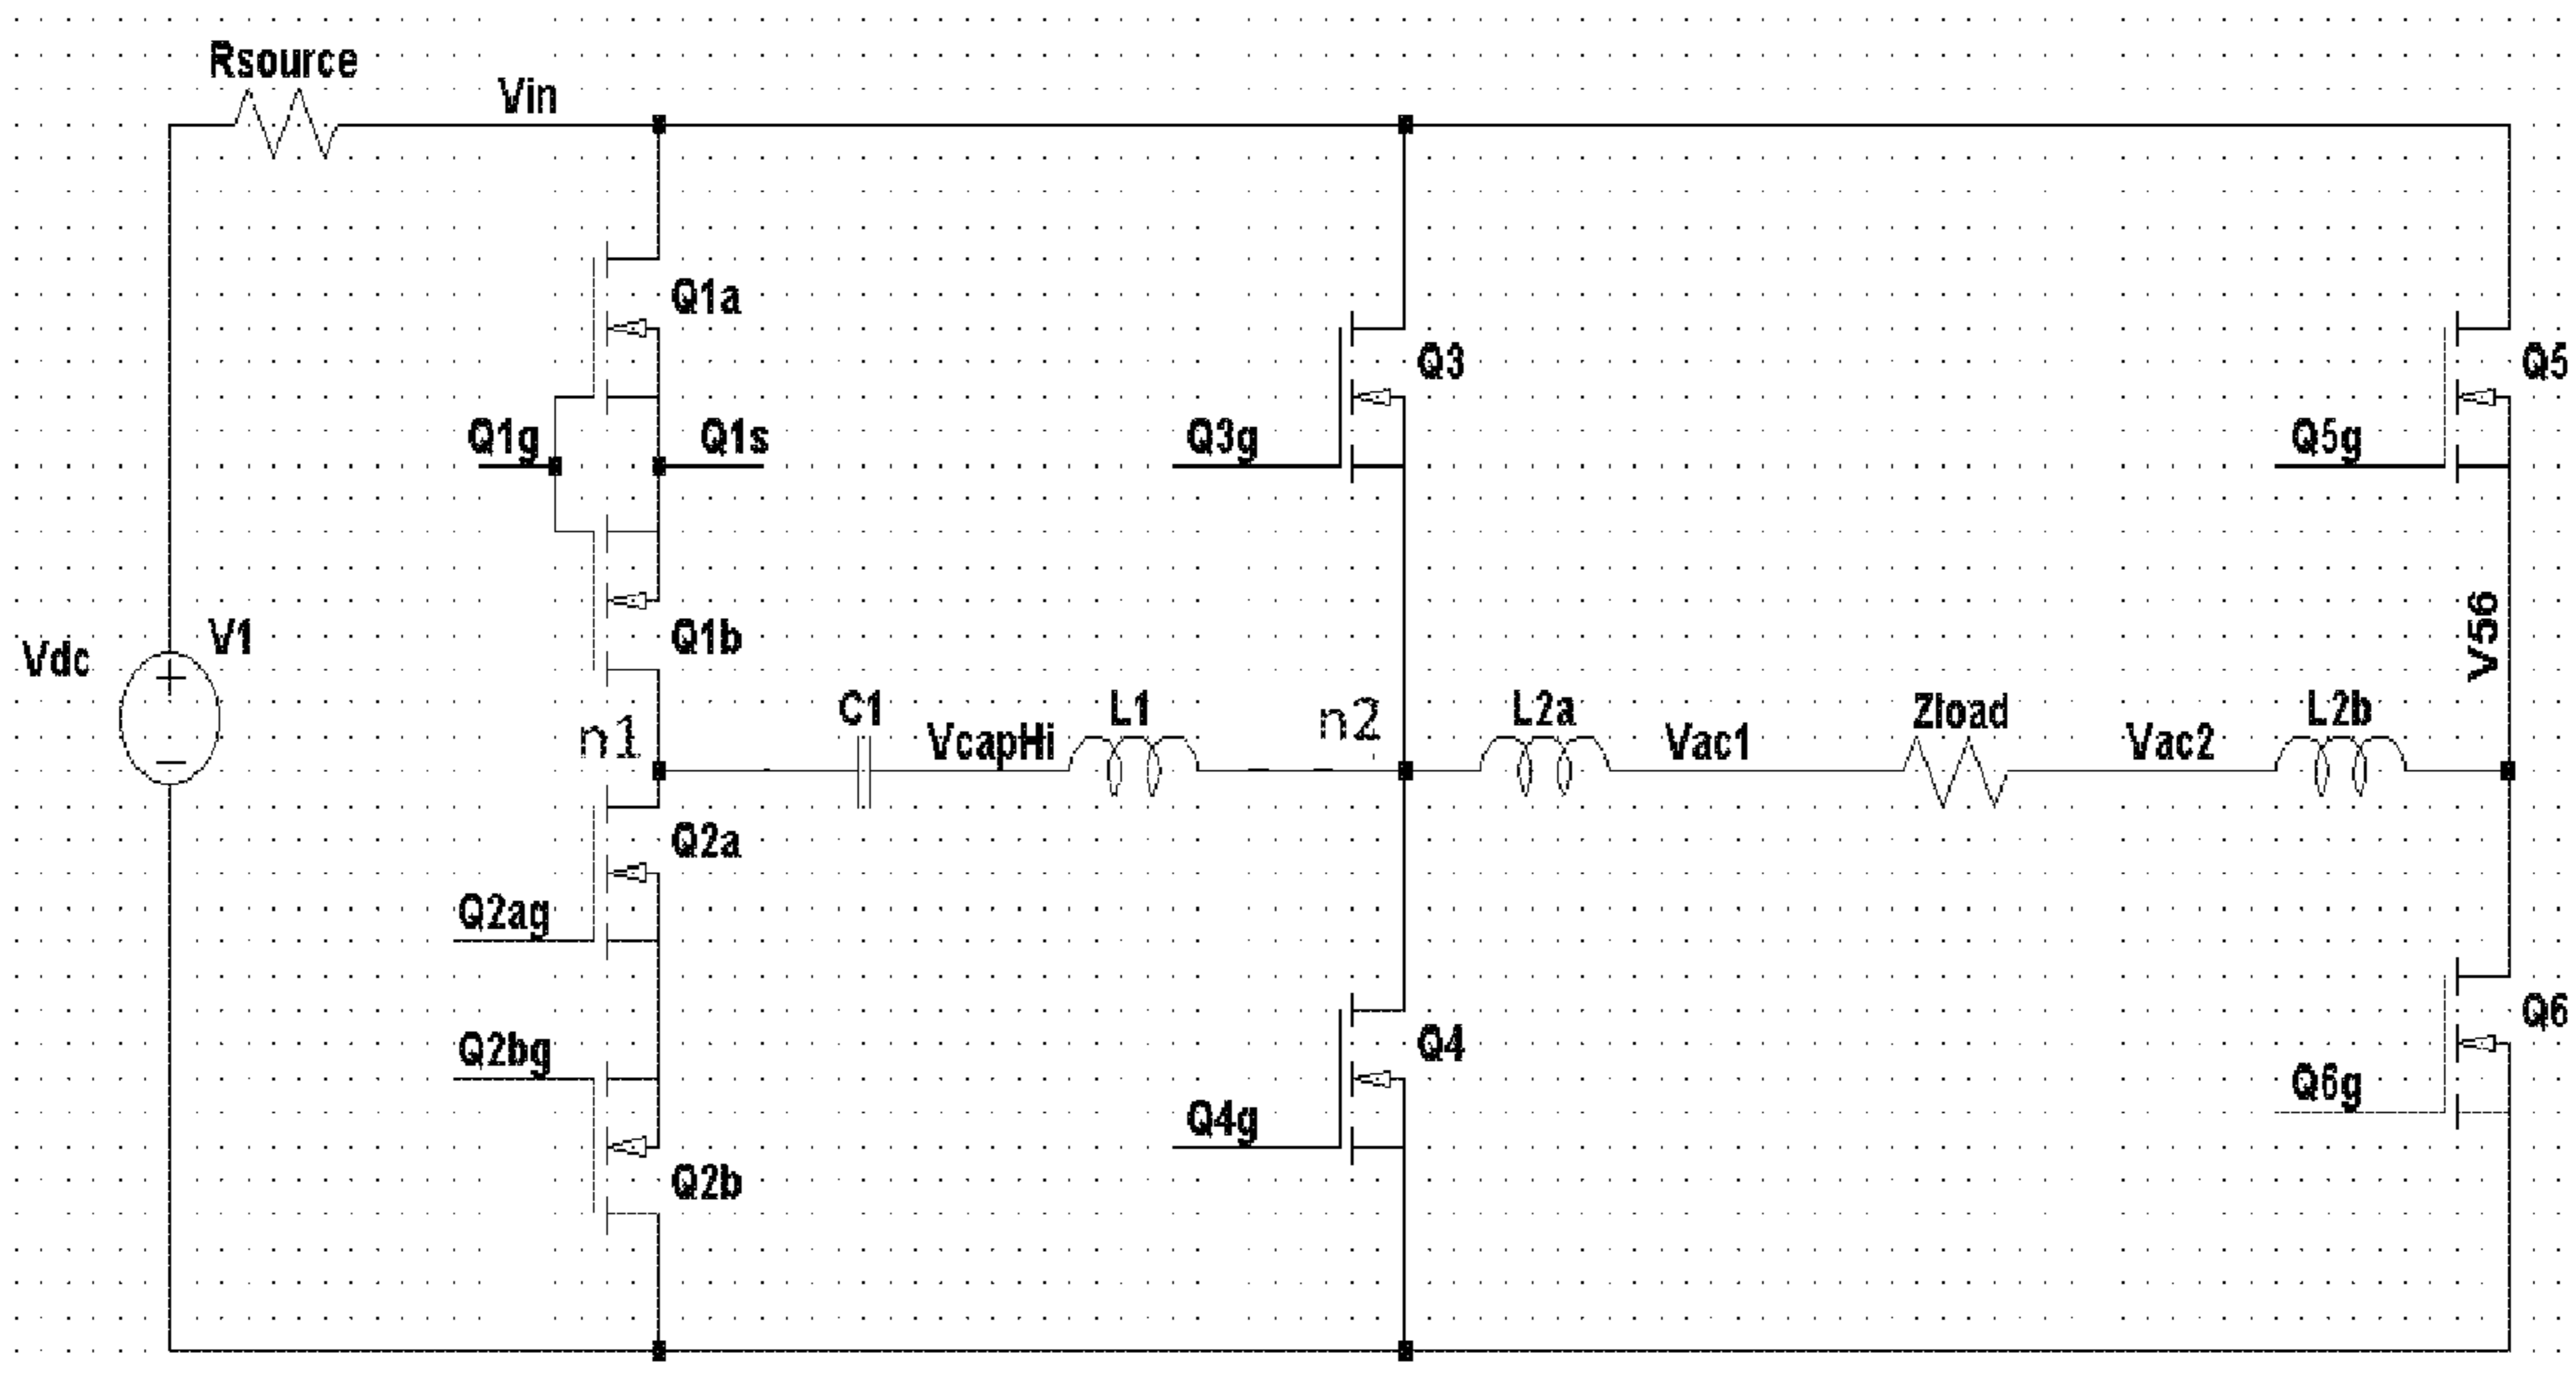 Rsource
Vin
Q1a
Q3
Q5
Q1g
Q1s
Q3g
Q5g
V56
Vdc
V1
+
−
Q1b
n1
C1
VcapHi
L1
n2
L2a
Vac1
Zload
Vac2
L2b
Q2a
Q2ag
Q2bg
Q4
Q6
Q4g
Q6g
Q2b